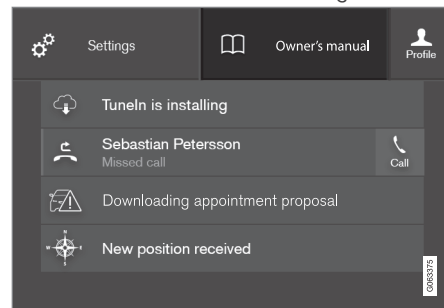 Settings
Owner's manual
Profile
TuneIn is installing
Sebastian Petersson
Missed call
Call
Downloading appointment proposal
New position received
G063375